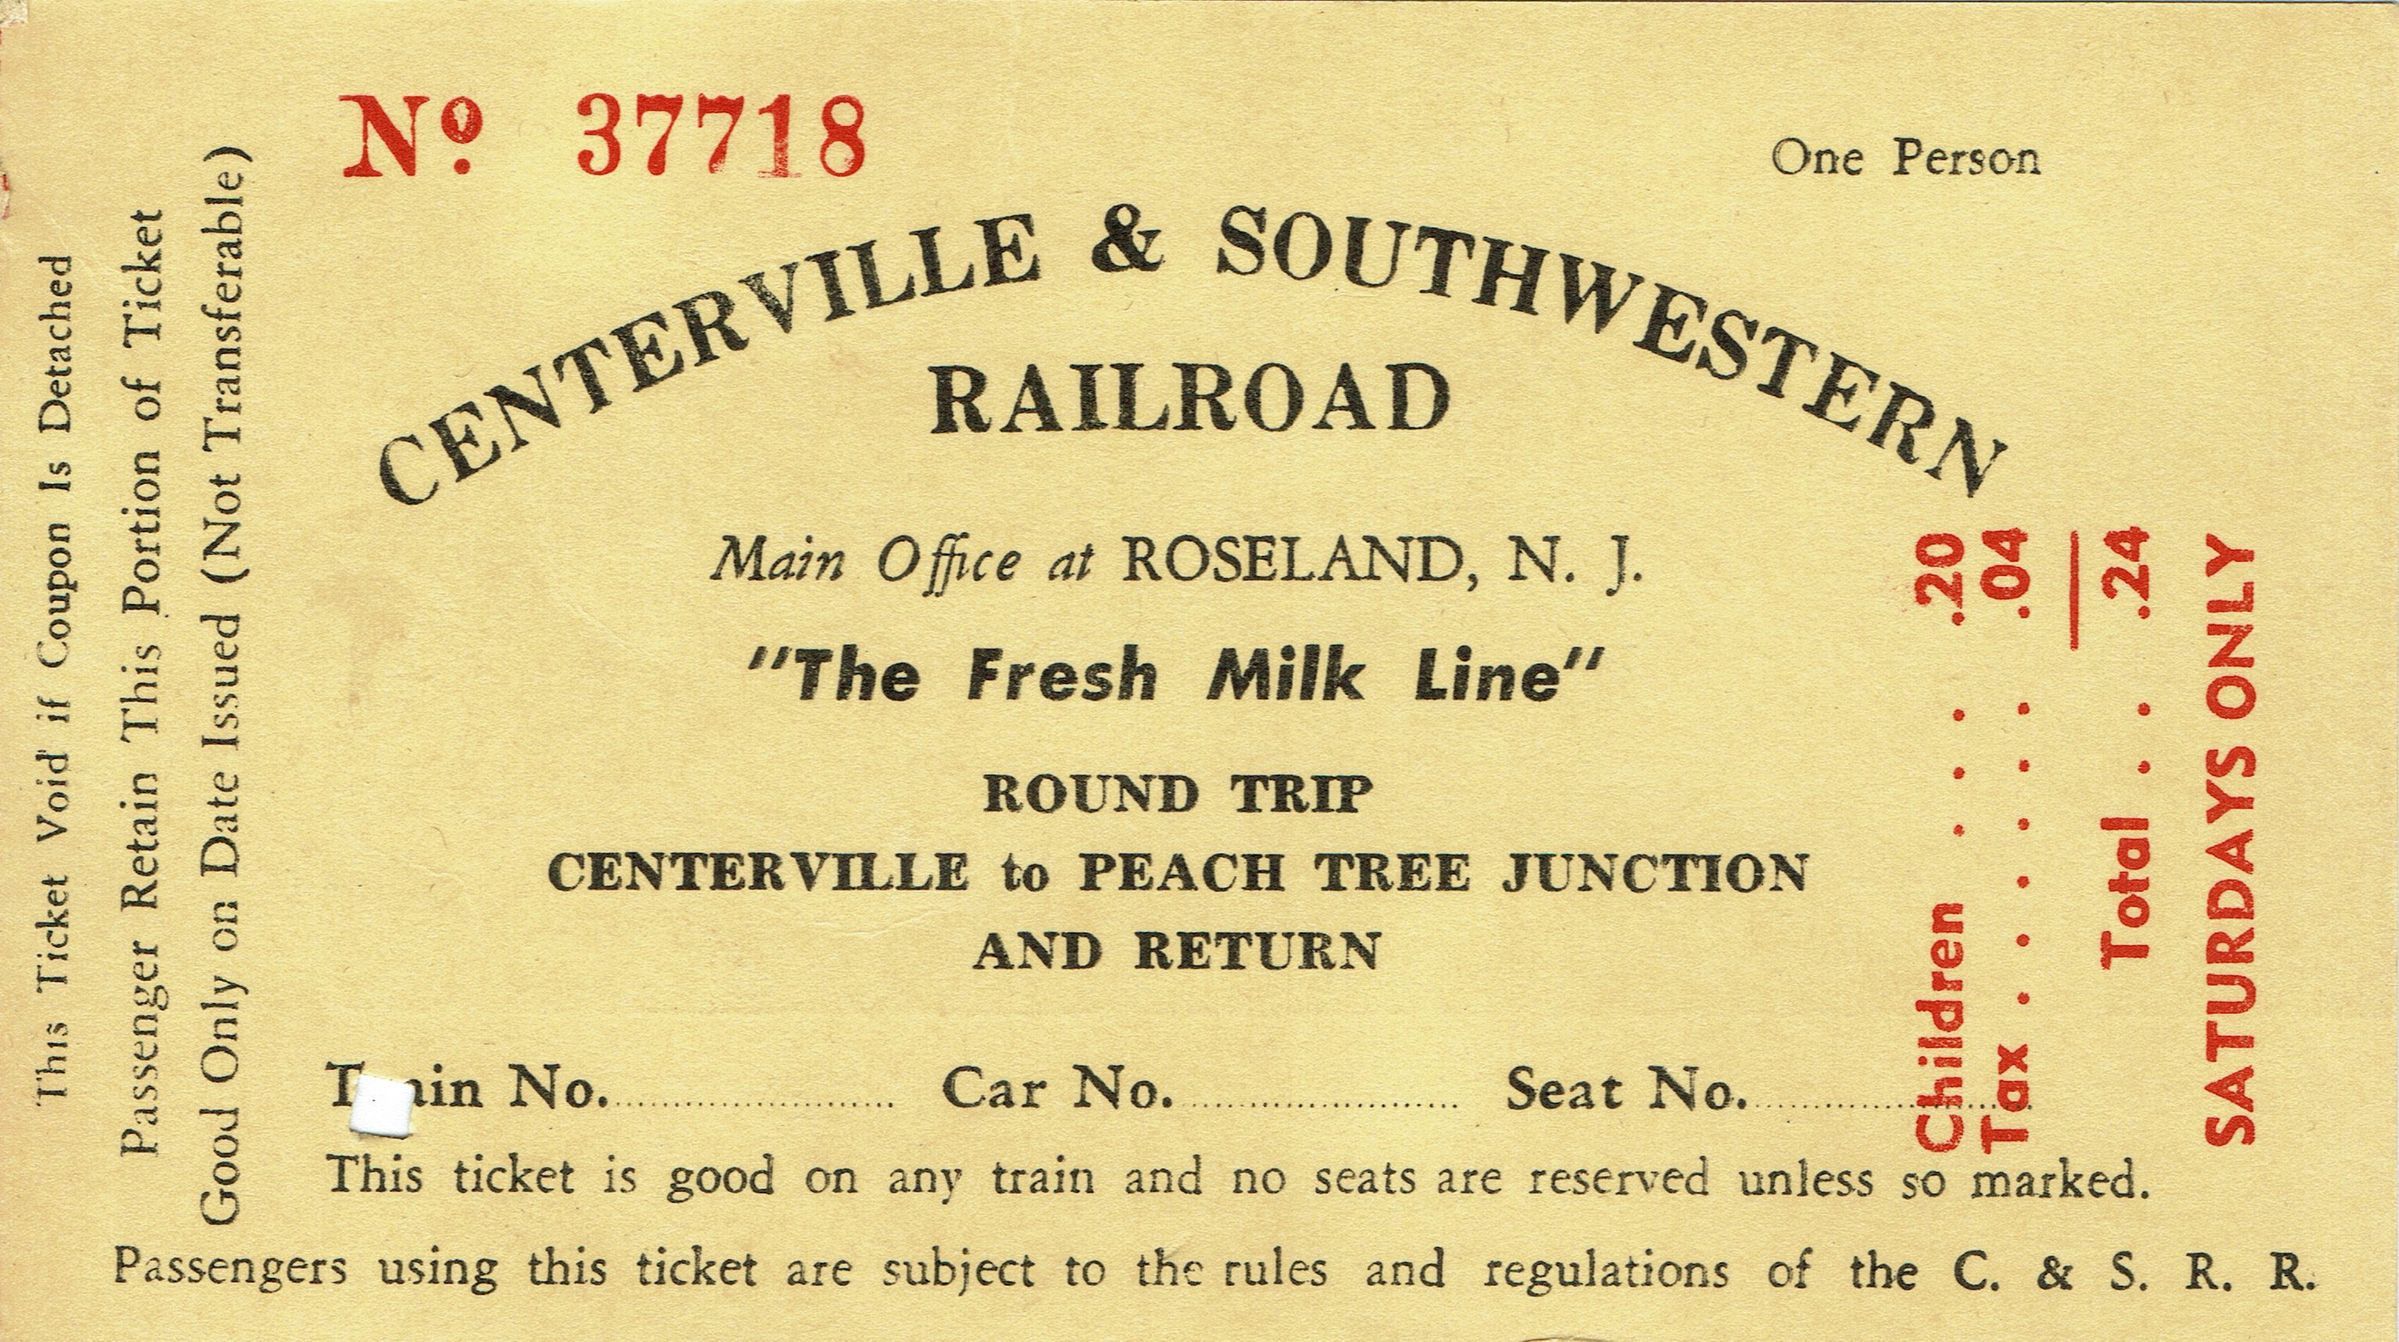 Nº. 37718
One Person
CENTERVILLE & SOUTHWESTERN
RAILROAD
Main Office at ROSELAND, N. J.
"The Fresh Milk Line"
ROUND TRIP
CENTERVILLE to PEACH TREE JUNCTION
AND RETURN
Train No. Car No. Seat No.
This ticket is good on any train and no seats are reserved unless so marked.
Passengers using this ticket are subject to the rules and regulations of the C. & S. R. R.
This Ticket Void if Coupon Is Detached
Passenger Retain This Portion of Ticket
Good Only on Date Issued (Not Transferable)
Children . . . .20
Tax . . . . . . .04
Total . . .24
SATURDAYS ONLY